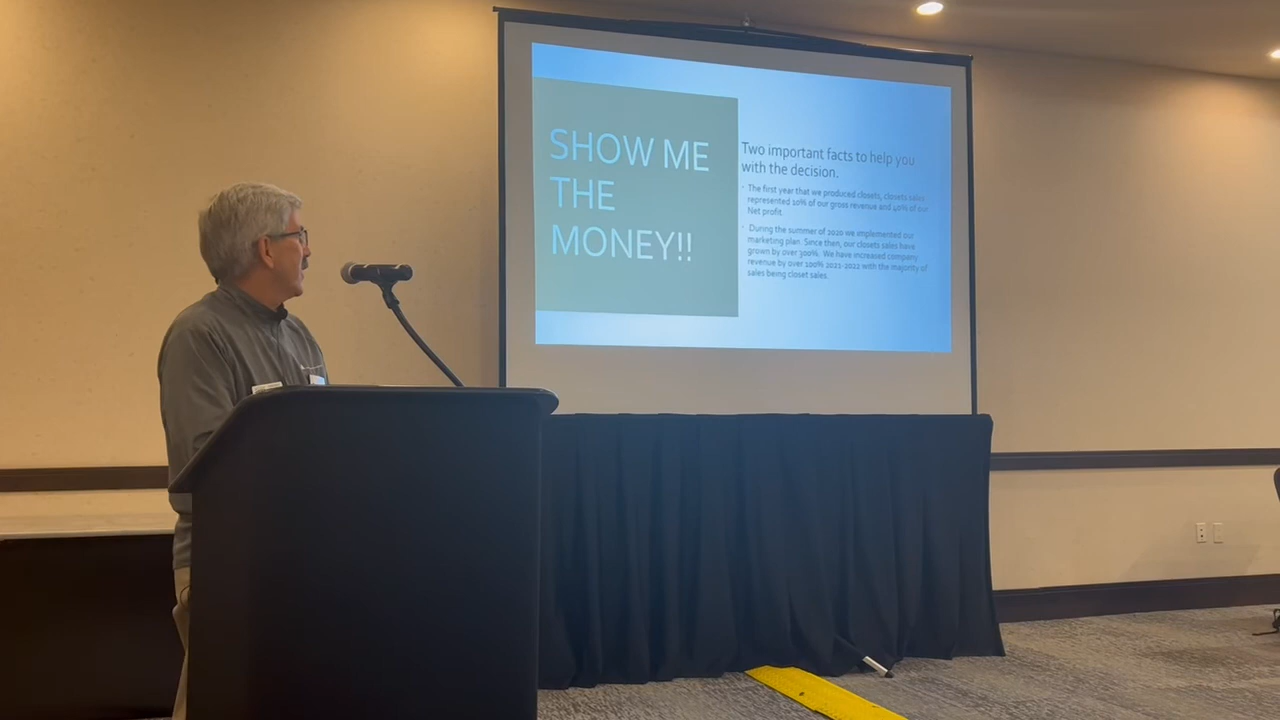 SHOW ME
THE
MONEY!!
Two important facts to help you
with the decision.
• The first year that we produced closets, closets sales
represented 10% of our gross revenue and 40% of our
Net profit.
• During the summer of 2020 we implemented our
marketing plan. Since then, our closets sales have
grown by over 300%. We have increased company
revenue by over 100% 2021-2022 with the majority of
sales being closet sales.